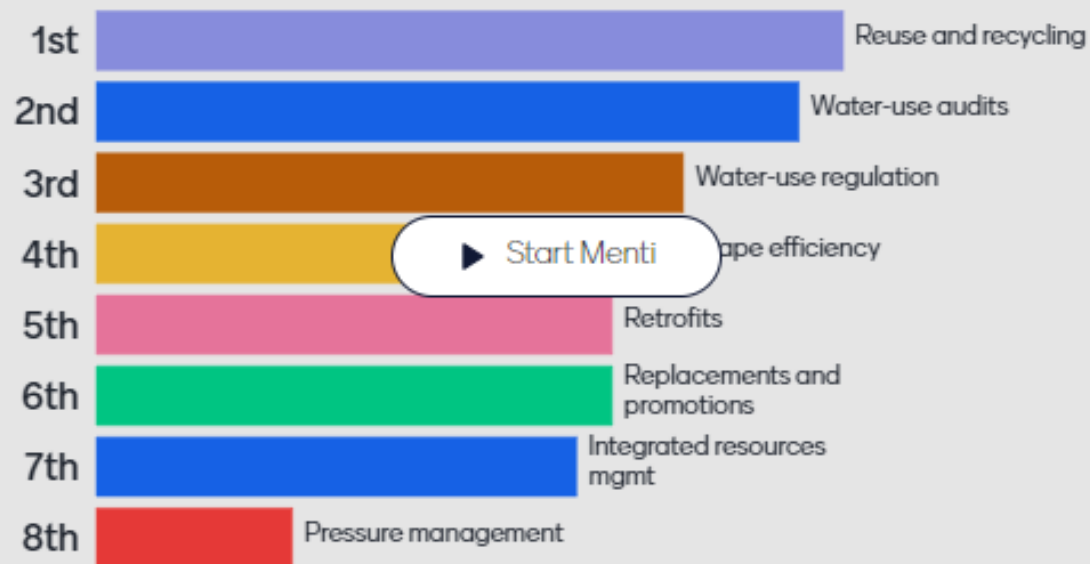 1st Reuse and recycling
2nd Water-use audits
3rd Water-use regulation
4th ape efficiency
Start Menti
5th Retrofits
6th Replacements and
promotions
7th Integrated resources
mgmt
8th Pressure management